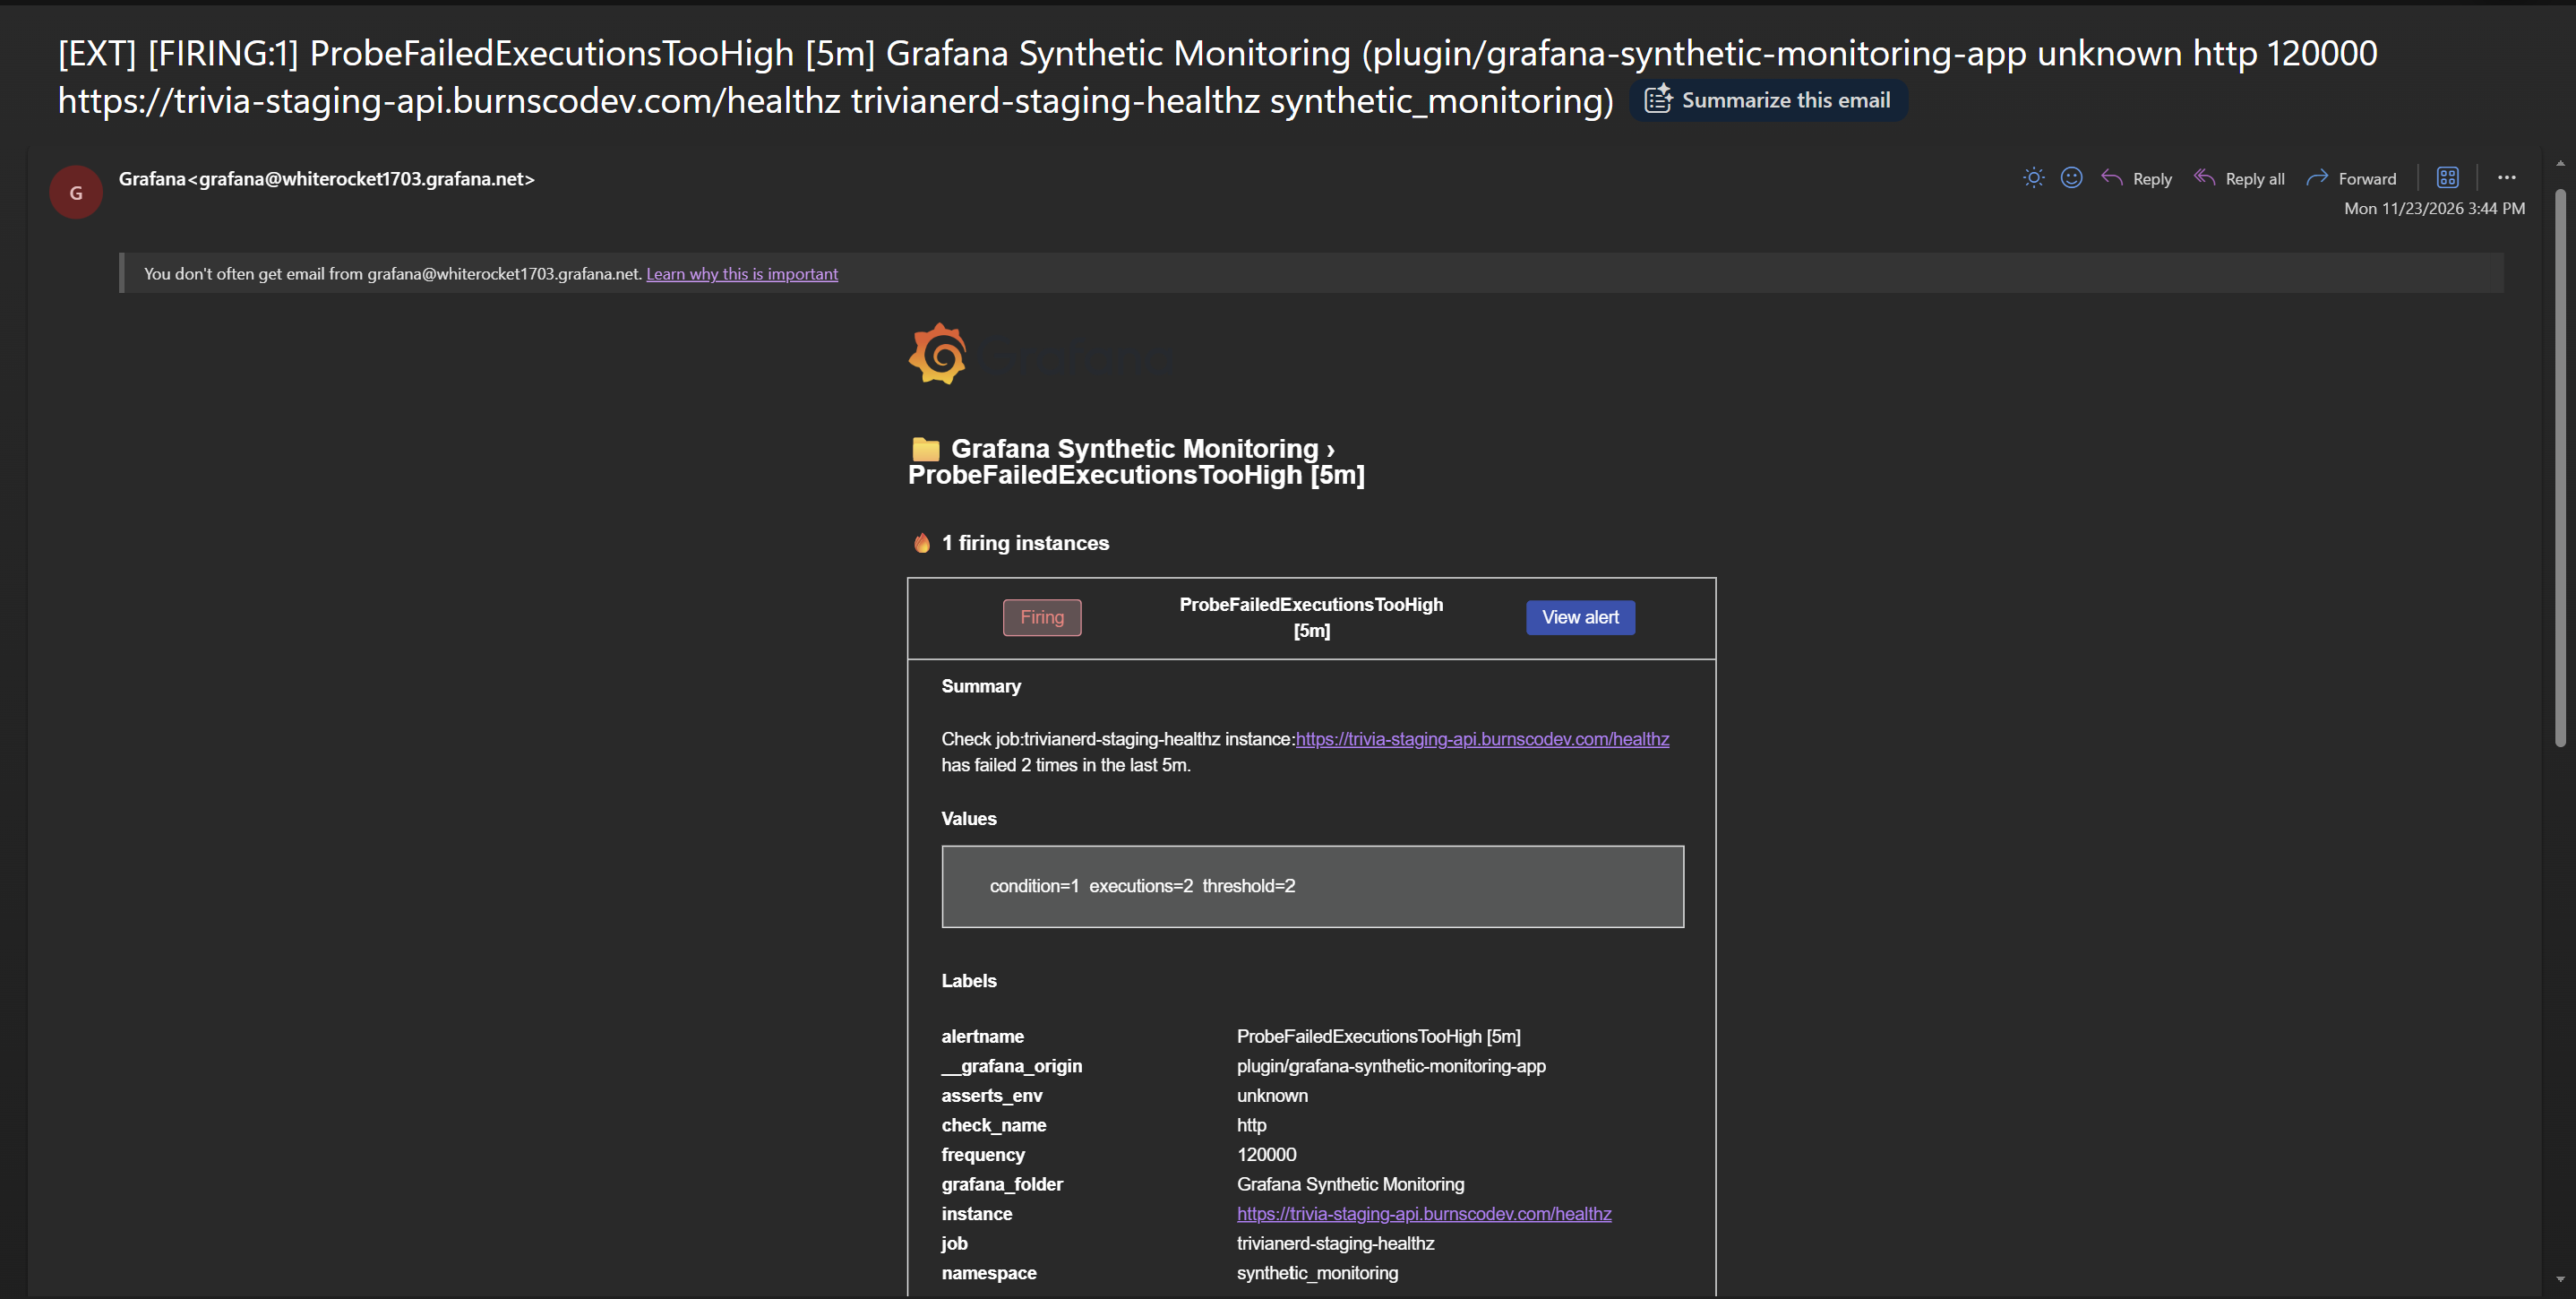 [EXT] [FIRING:1] ProbeFailedExecutionsTooHigh [5m] Grafana Synthetic Monitoring (plugin/grafana-synthetic-monitoring-app unknown http 120000
https://trivia-staging-api.burnscodev.com/healthz trivianerd-staging-healthz synthetic_monitoring)
Summarize this email
G
Grafana<grafana@whiterocket1703.grafana.net>
Reply
Reply all
Forward
Mon 11/23/2026 3:44 PM
You don't often get email from grafana@whiterocket1703.grafana.net. Learn why this is important
Grafana Synthetic Monitoring ›
ProbeFailedExecutionsTooHigh [5m]
1 firing instances
Firing
ProbeFailedExecutionsTooHigh
[5m]
View alert
Summary
Check job:trivianerd-staging-healthz instance:https://trivia-staging-api.burnscodev.com/healthz
has failed 2 times in the last 5m.
Values
condition=1 executions=2 threshold=2
Labels
alertname ProbeFailedExecutionsTooHigh [5m]
__grafana_origin plugin/grafana-synthetic-monitoring-app
asserts_env unknown
check_name http
frequency 120000
grafana_folder Grafana Synthetic Monitoring
instance https://trivia-staging-api.burnscodev.com/healthz
job trivianerd-staging-healthz
namespace synthetic_monitoring